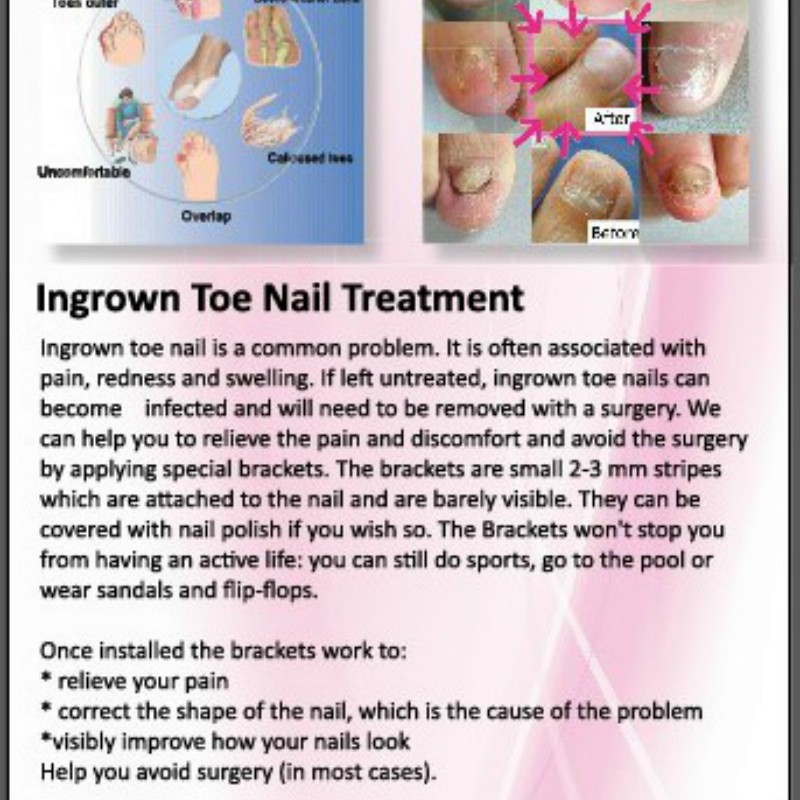 Toes outer
After
Uncomfortable
Calloused toes
Overlap
Before
Ingrown Toe Nail Treatment
Ingrown toe nail is a common problem. It is often associated with
pain, redness and swelling. If left untreated, ingrown toe nails can
become infected and will need to be removed with a surgery. We
can help you to relieve the pain and discomfort and avoid the surgery
by applying special brackets. The brackets are small 2-3 mm stripes
which are attached to the nail and are barely visible. They can be
covered with nail polish if you wish so. The Brackets won't stop you
from having an active life: you can still do sports, go to the pool or
wear sandals and flip-flops.
Once installed the brackets work to:
* relieve your pain
* correct the shape of the nail, which is the cause of the problem
*visibly improve how your nails look
Help you avoid surgery (in most cases).